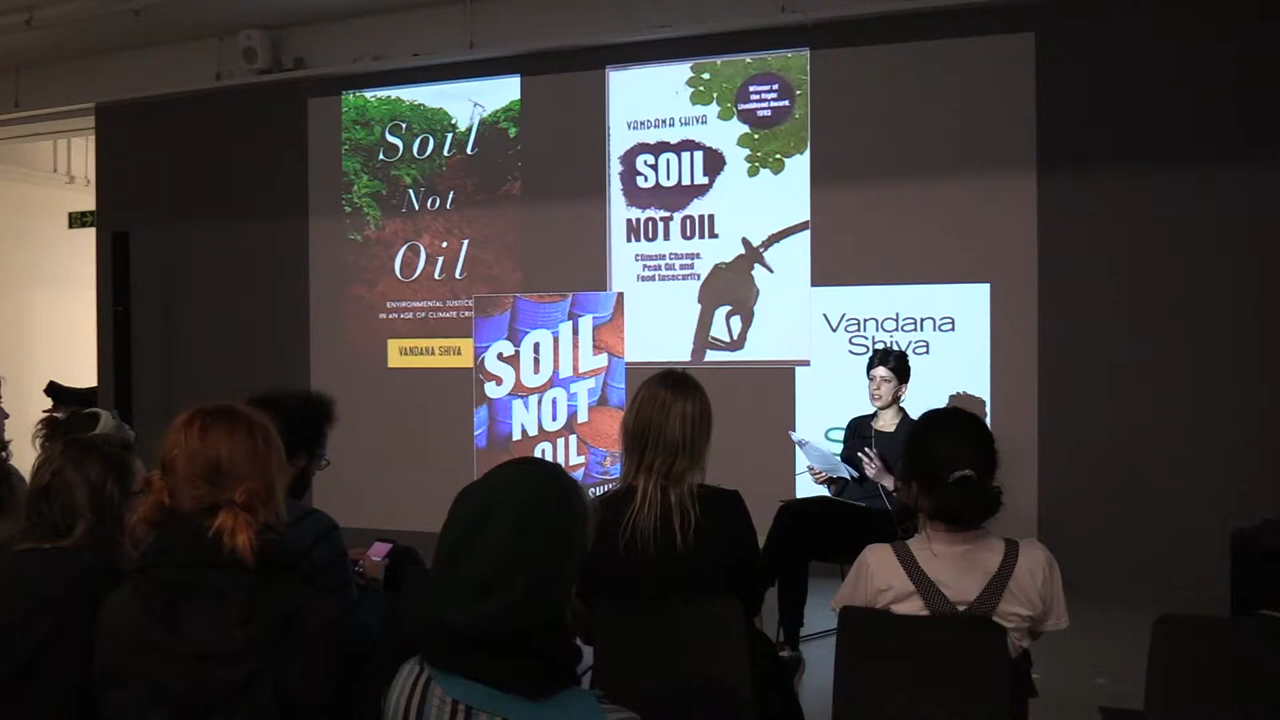 Soil
Not
Oil
ENVIRONMENTAL JUSTICE
IN AN AGE OF CLIMATE CRIS
VANDANA SHIVA
Winner of
the Right
Livelihood Award,
1993
VANDANA SHIVA
SOIL
NOT OIL
Climate Change,
Peak Oil, and
Food Insecurity
SOIL
NOT
OIL
Vandana
Shiva